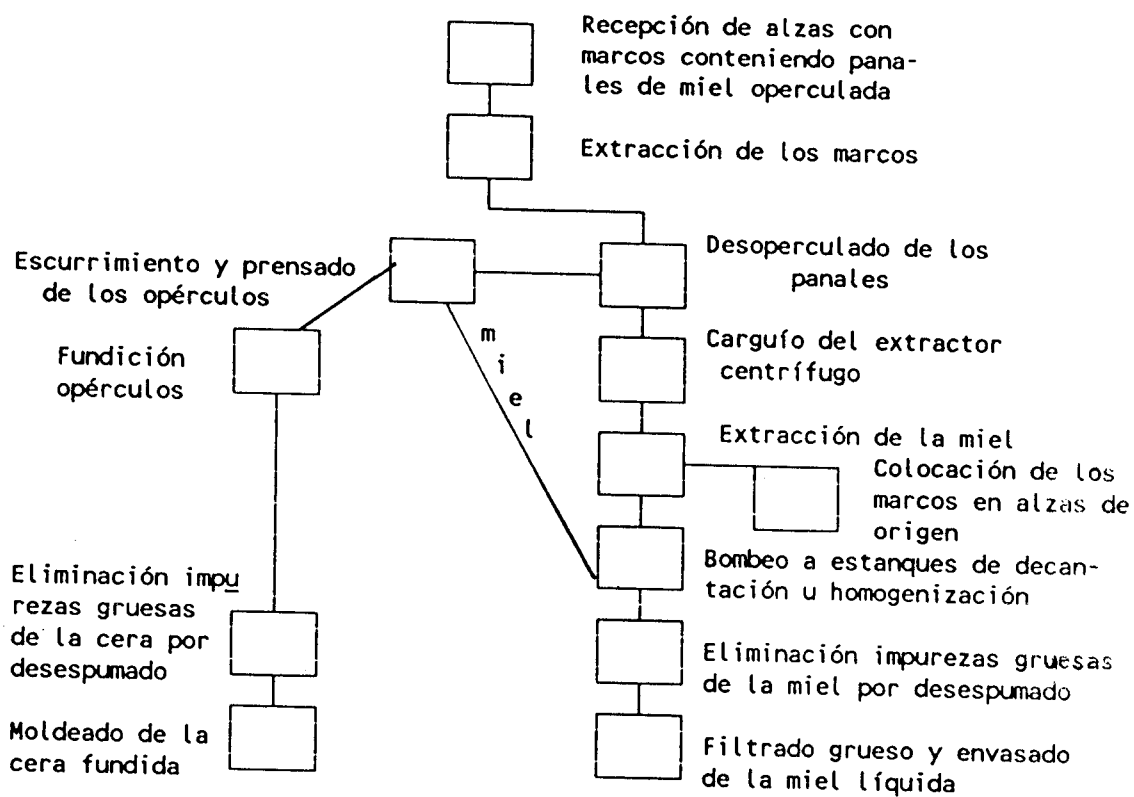 Recepción de alzas con
marcos conteniendo pana-
les de miel operculada
Extracción de los marcos
Desoperculado de los
panales
Escurrimiento y prensado
de los opérculos
Fundición
opérculos
m
i
e
l
Carguío del extractor
centrífugo
Extracción de la miel
Colocación de los
marcos en alzas de
origen
Bombeo a estanques de decan-
tación u homogenización
Eliminación impu
rezas gruesas
de la cera por
desespumado
Eliminación impurezas gruesas
de la miel por desespumado
Moldeado de la
cera fundida
Filtrado grueso y envasado
de la miel líquida